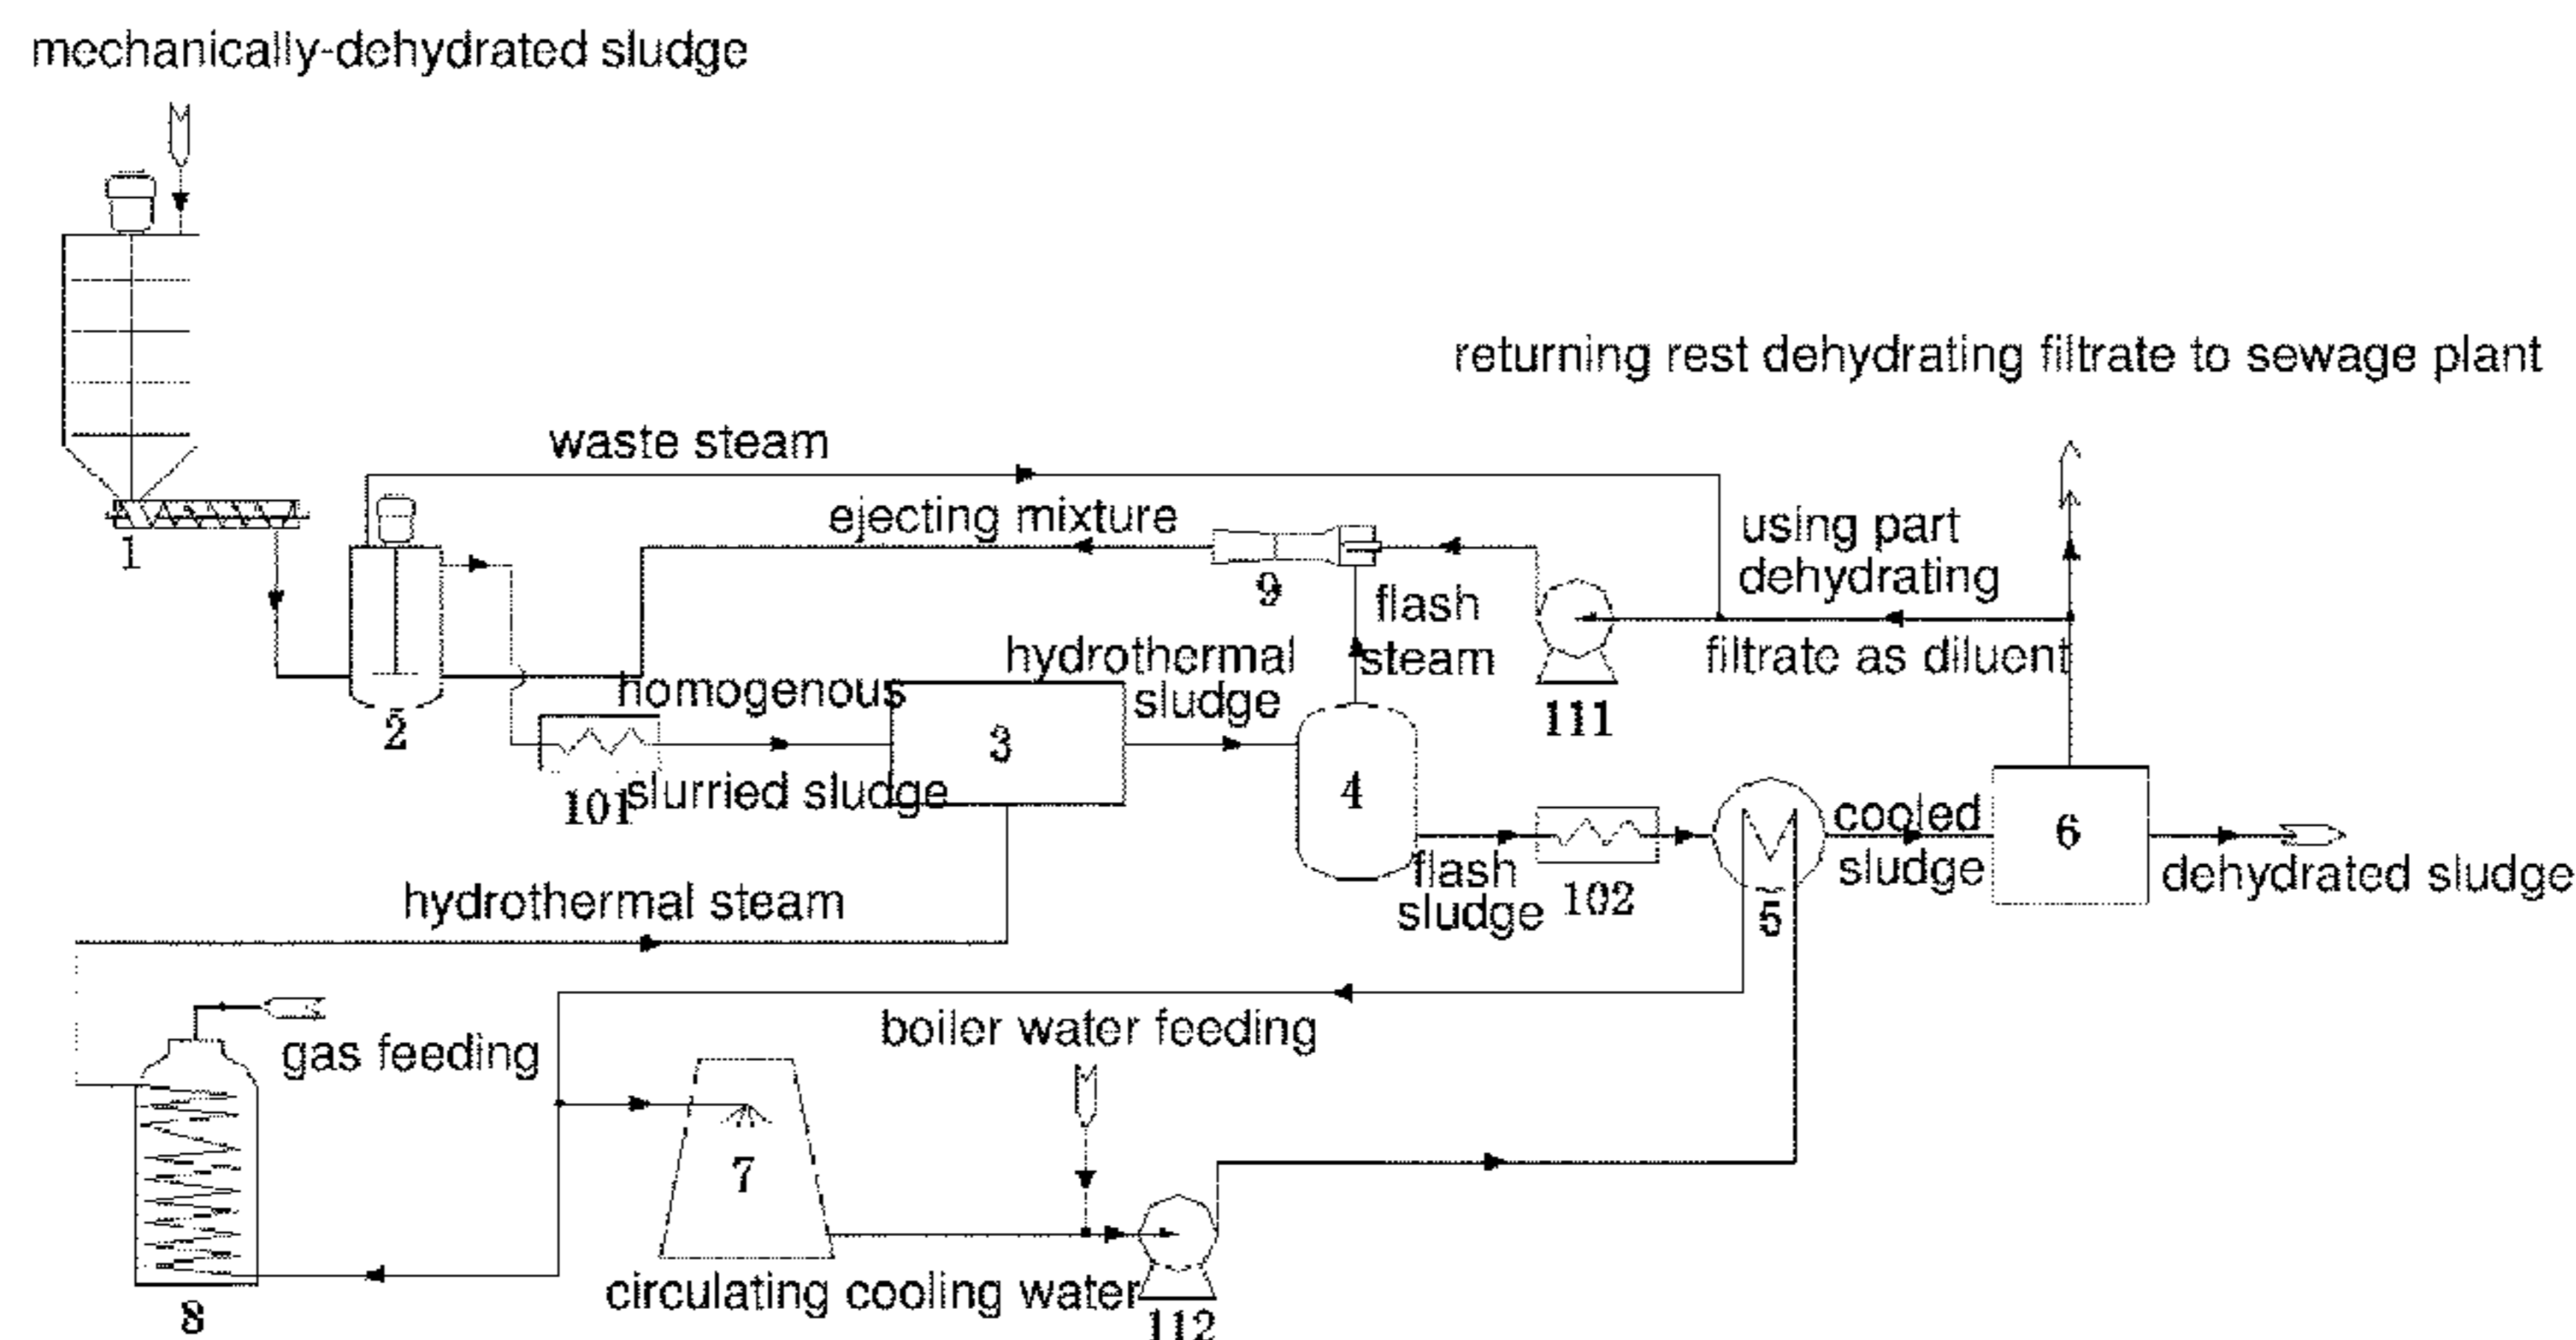 mechanically-dehydrated sludge
returning rest dehydrating filtrate to sewage plant
waste steam
ejecting mixture
using part
dehydrating
1
9
flash
steam
filtrate as diluent
hydrothermal
sludge
homogenous
2
3
111
101
slurried sludge
4
cooled
sludge
6
flash
sludge
102
5
dehydrated sludge
hydrothermal steam
gas feeding
boiler water feeding
7
circulating cooling water
8
112